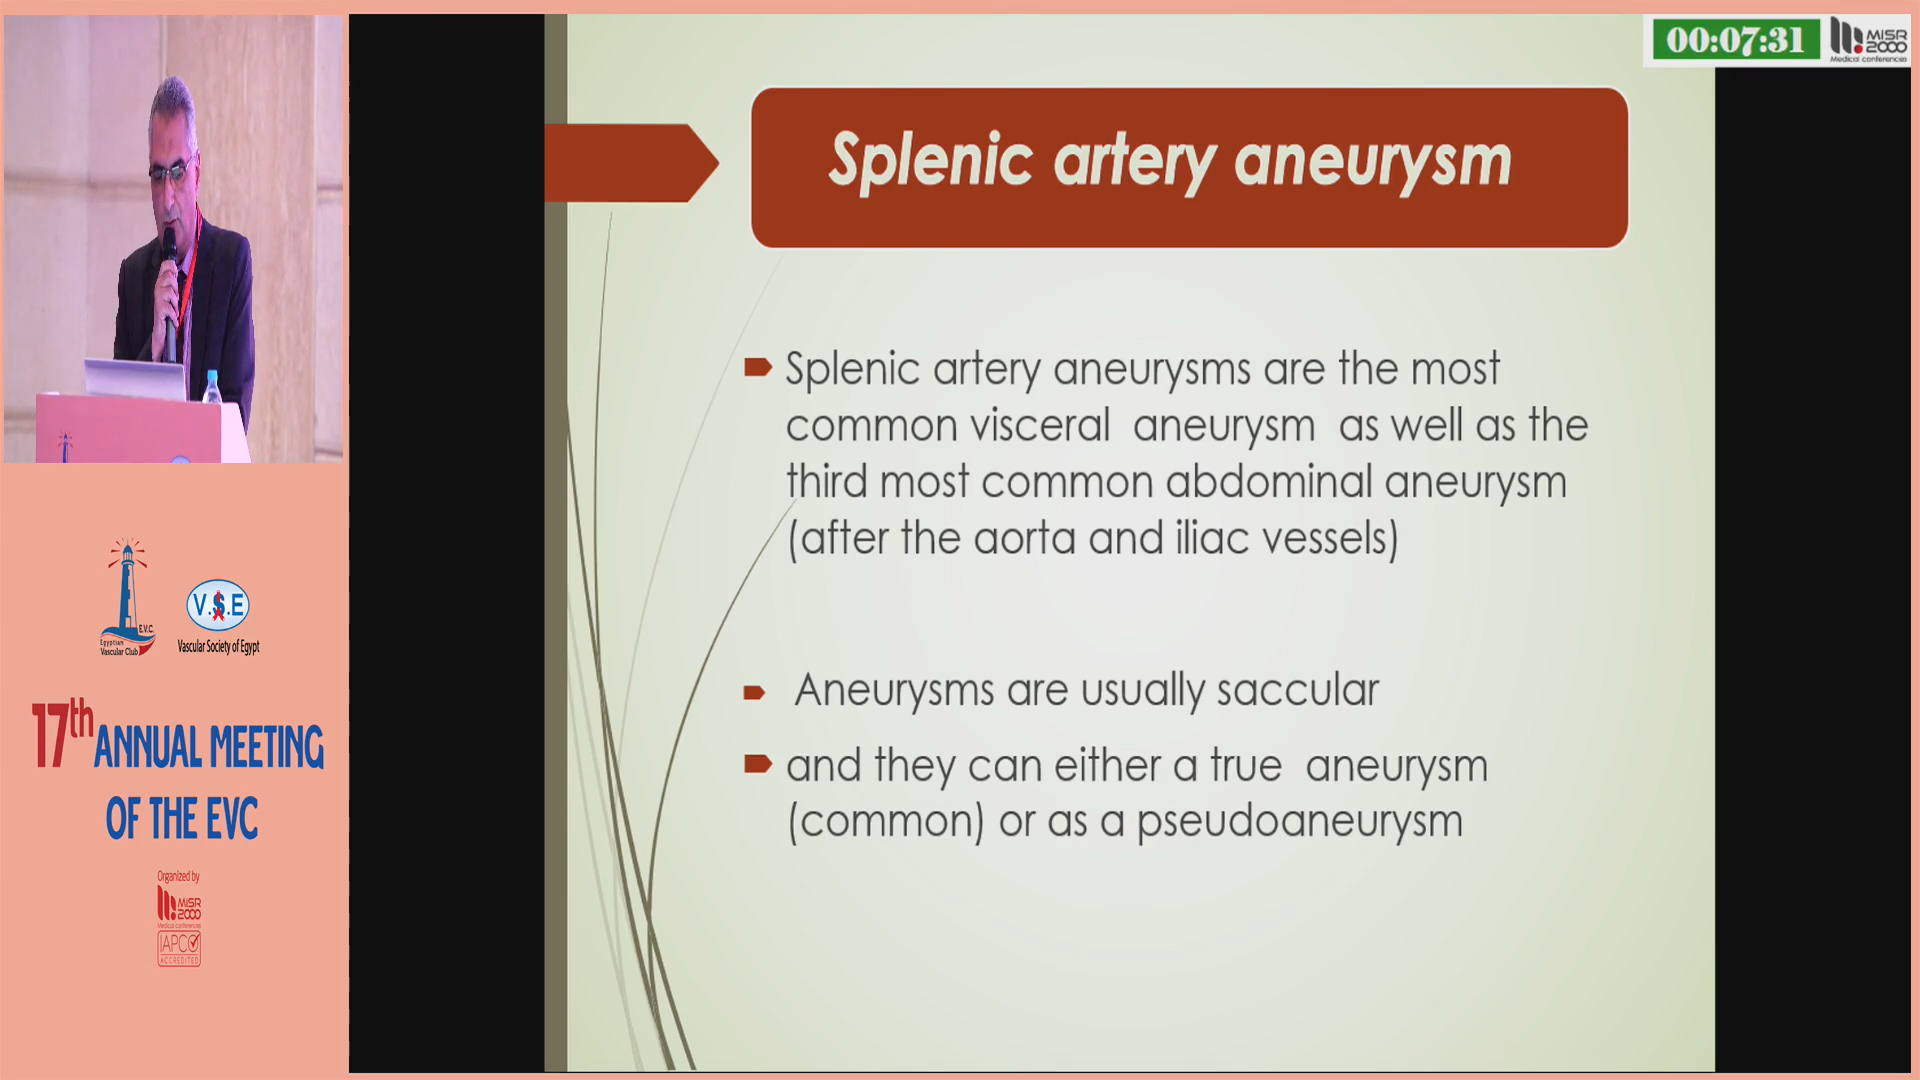 00:07:31
MISR
2000
Medical conferences
Splenic artery aneurysm
Splenic artery aneurysms are the most
common visceral aneurysm as well as the
third most common abdominal aneurysm
(after the aorta and iliac vessels)
Aneurysms are usually saccular
and they can either a true aneurysm
(common) or as a pseudoaneurysm
E.V.C.
Egyptian
Vascular Club
V.S.E
Vascular Society of Egypt
17th ANNUAL MEETING
OF THE EVC
Organized by
MISR
2000
Medical conferences
IAPCO
ACCREDITED